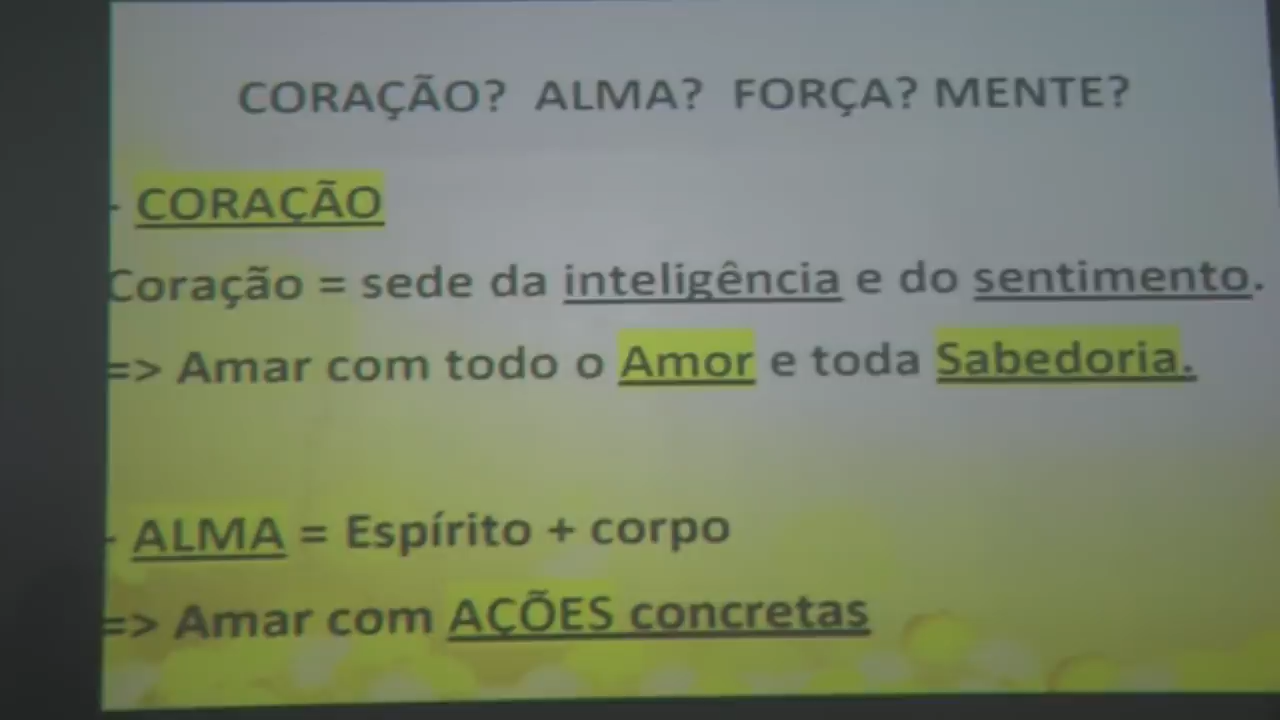 CORAÇÃO? ALMA? FORÇA? MENTE?
- CORAÇÃO
Coração = sede da inteligência e do sentimento.
=> Amar com todo o Amor e toda Sabedoria.
- ALMA = Espírito + corpo
=> Amar com AÇÕES concretas